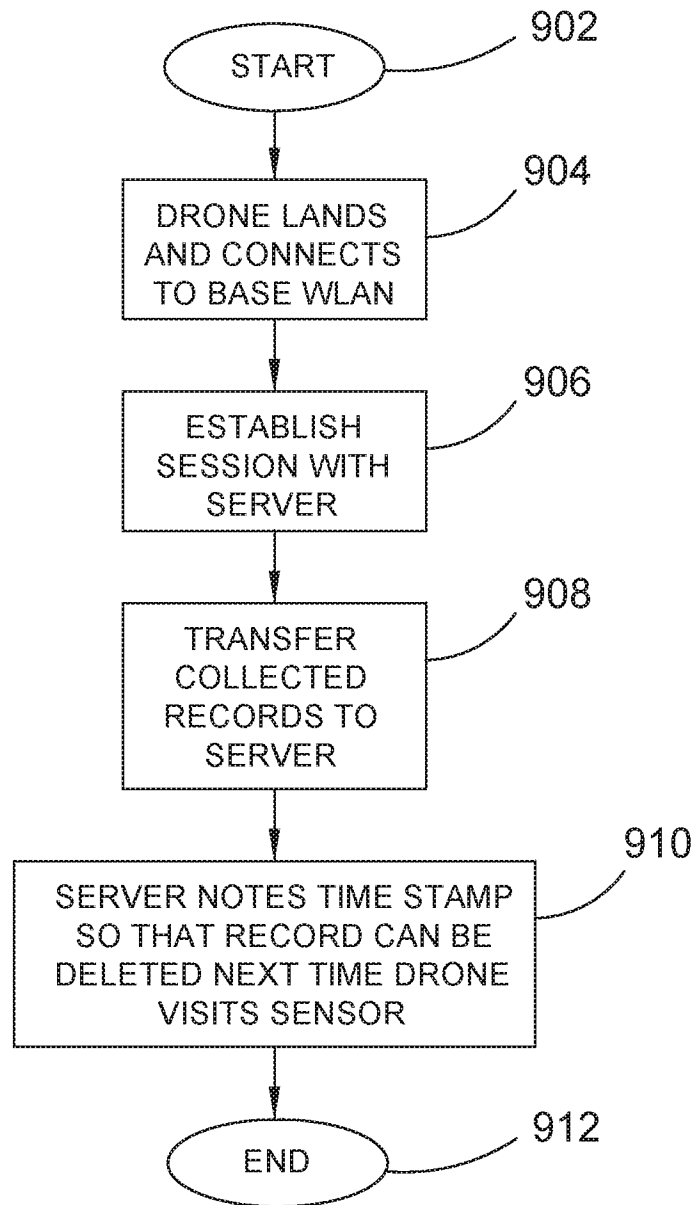 902
START
904
DRONE LANDS
AND CONNECTS
TO BASE WLAN
906
ESTABLISH
SESSION WITH
SERVER
908
TRANSFER
COLLECTED
RECORDS TO
SERVER
910
SERVER NOTES TIME STAMP
SO THAT RECORD CAN BE
DELETED NEXT TIME DRONE
VISITS SENSOR
912
END